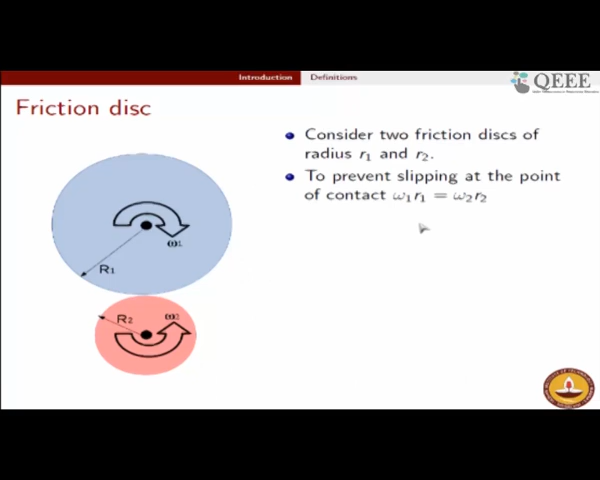 Introduction
Definitions
QEEE
Friction disc
Consider two friction discs of
radius r₁ and r₂.
To prevent slipping at the point
of contact ω₁r₁ = ω₂r₂
ω1
R1
R2
ω2